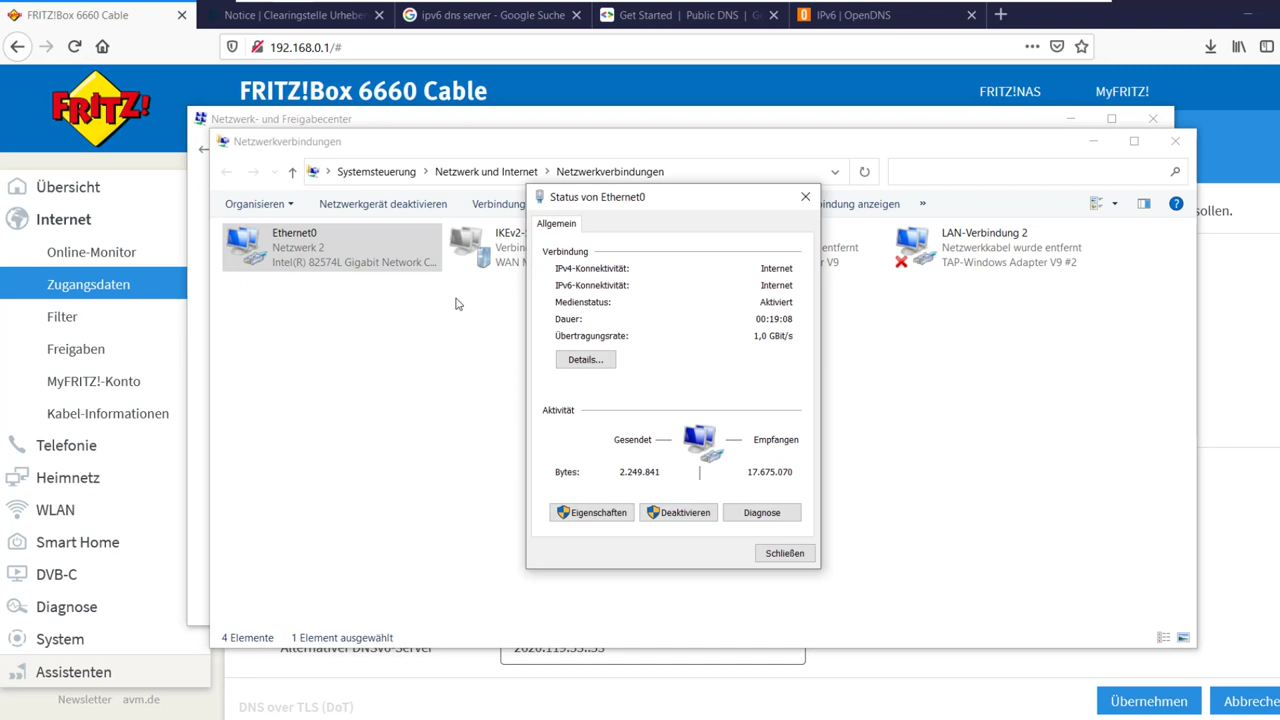 FRITZ!Box 6660 Cable
Notice | Clearingstelle Urhebe
ipv6 dns server - Google Suche
Get Started | Public DNS | G
IPv6 | OpenDNS
192.168.0.1/#
FRITZ!
FRITZ!Box 6660 Cable
FRITZ!NAS
MyFRITZ!
Übersicht
Internet
Online-Monitor
Zugangsdaten
Filter
Freigaben
MyFRITZ!-Konto
Kabel-Informationen
Telefonie
Heimnetz
WLAN
Smart Home
DVB-C
Diagnose
System
Assistenten
Newsletter avm.de
Netzwerk- und Freigabecenter
Netzwerkverbindungen
Systemsteuerung
Netzwerk und Internet
Netzwerkverbindungen
Organisieren
Netzwerkgerät deaktivieren
Verbindung
bindung anzeigen
»
sollen.
Ethernet0
Netzwerk 2
Intel(R) 82574L Gigabit Network C...
IKEv2-
Verbin
WAN M
fernt
V9
LAN-Verbindung 2
Netzwerkkabel wurde entfernt
TAP-Windows Adapter V9 #2
Status von Ethernet0
Allgemein
Verbindung
IPv4-Konnektivität: Internet
IPv6-Konnektivität: Internet
Medienstatus: Aktiviert
Dauer: 00:19:08
Übertragungsrate: 1,0 GBit/s
Details...
Aktivität
Gesendet
Empfangen
Bytes: 2.249.841 17.675.070
Eigenschaften
Deaktivieren
Diagnose
Schließen
4 Elemente
1 Element ausgewählt
Alternativer DNSv6-Server
DNS over TLS (DoT)
Übernehmen
Abbreche